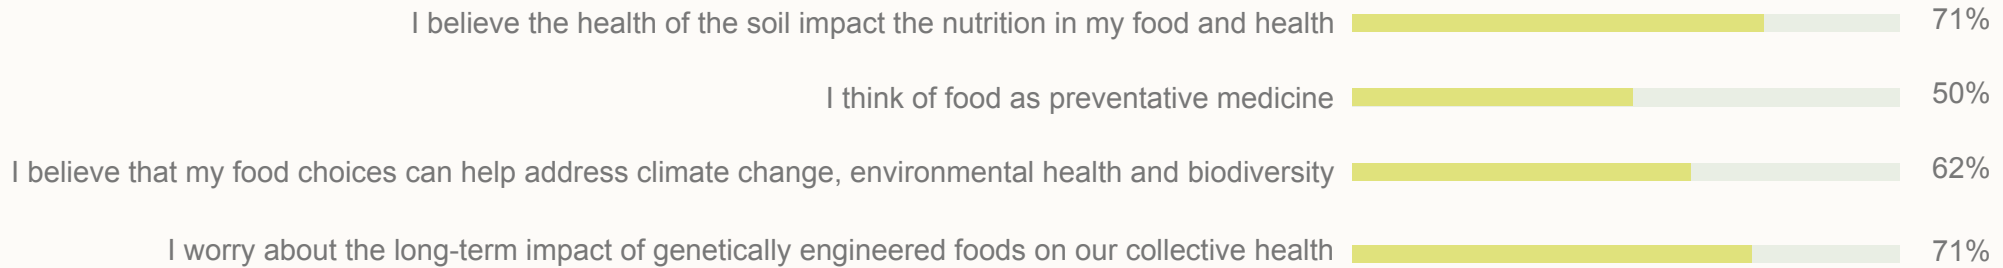 I believe the health of the soil impact the nutrition in my food and health 71%
I think of food as preventative medicine 50%
I believe that my food choices can help address climate change, environmental health and biodiversity 62%
I worry about the long-term impact of genetically engineered foods on our collective health 71%